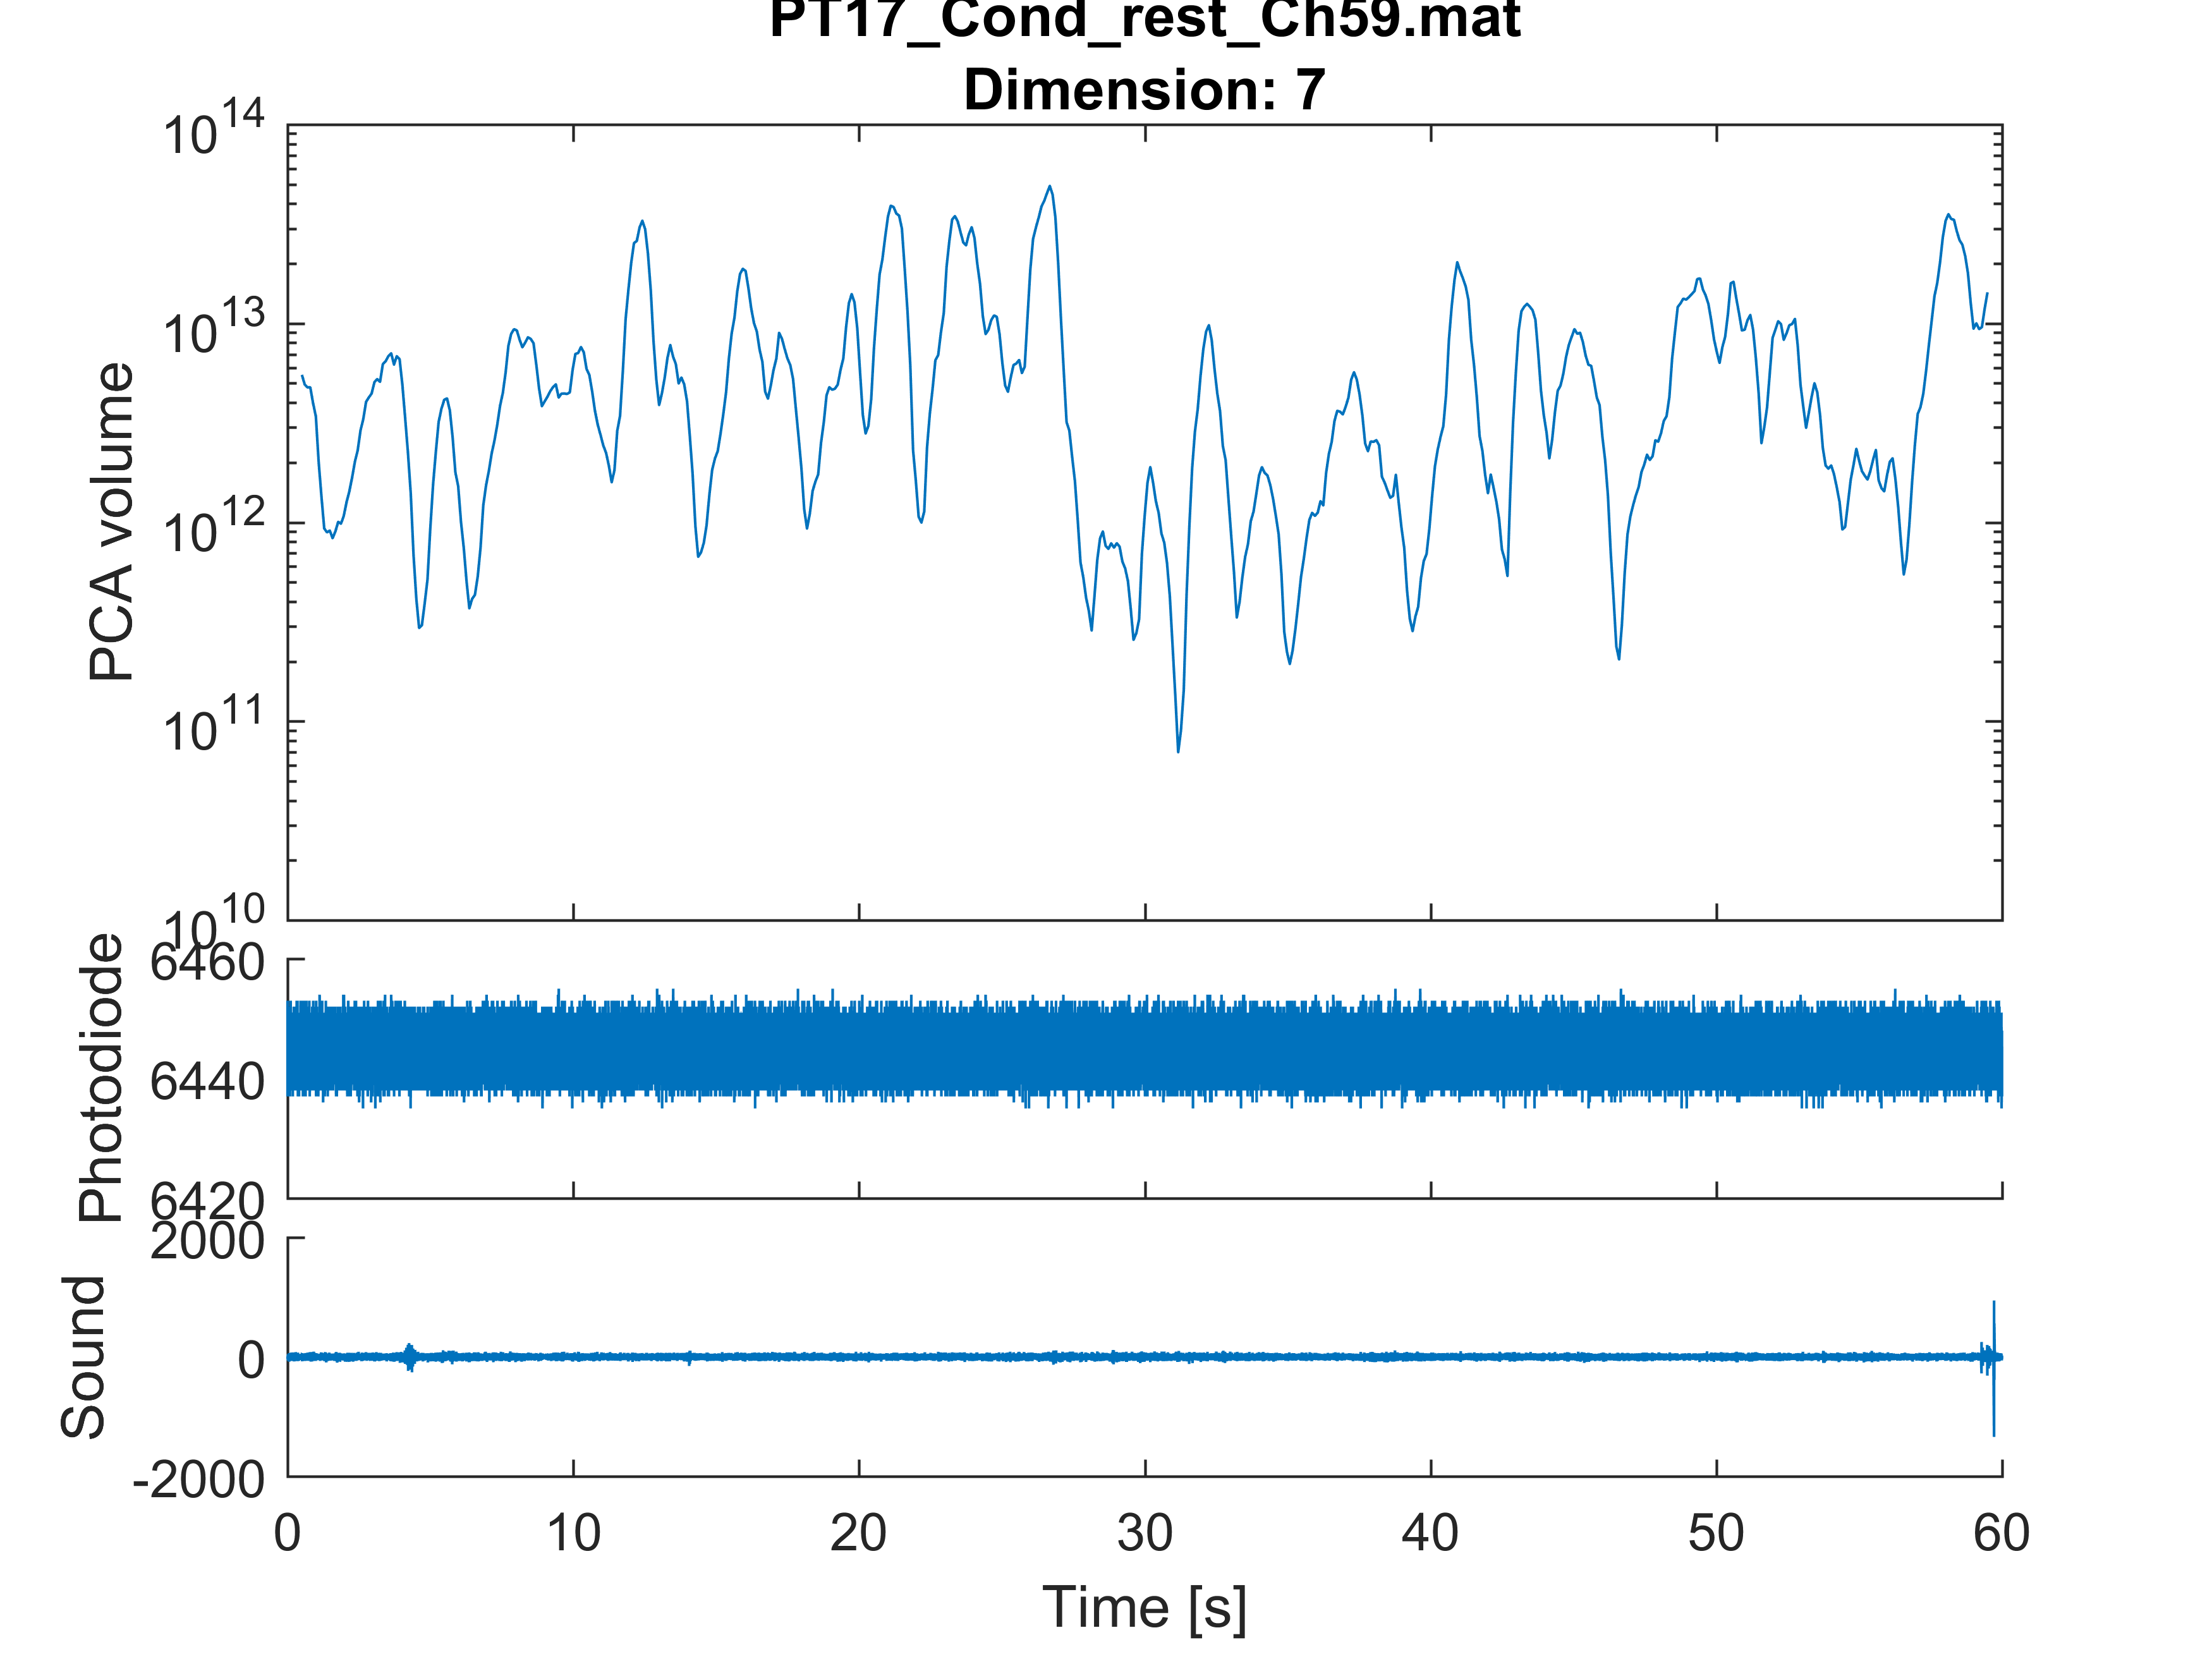 PT17_Cond_rest_Ch59.mat
Dimension: 7
10^14
10^13
10^12
10^11
10^10
PCA volume
6460
6440
6420
Photodiode
2000
0
-2000
Sound
0 10 20 30 40 50 60
Time [s]